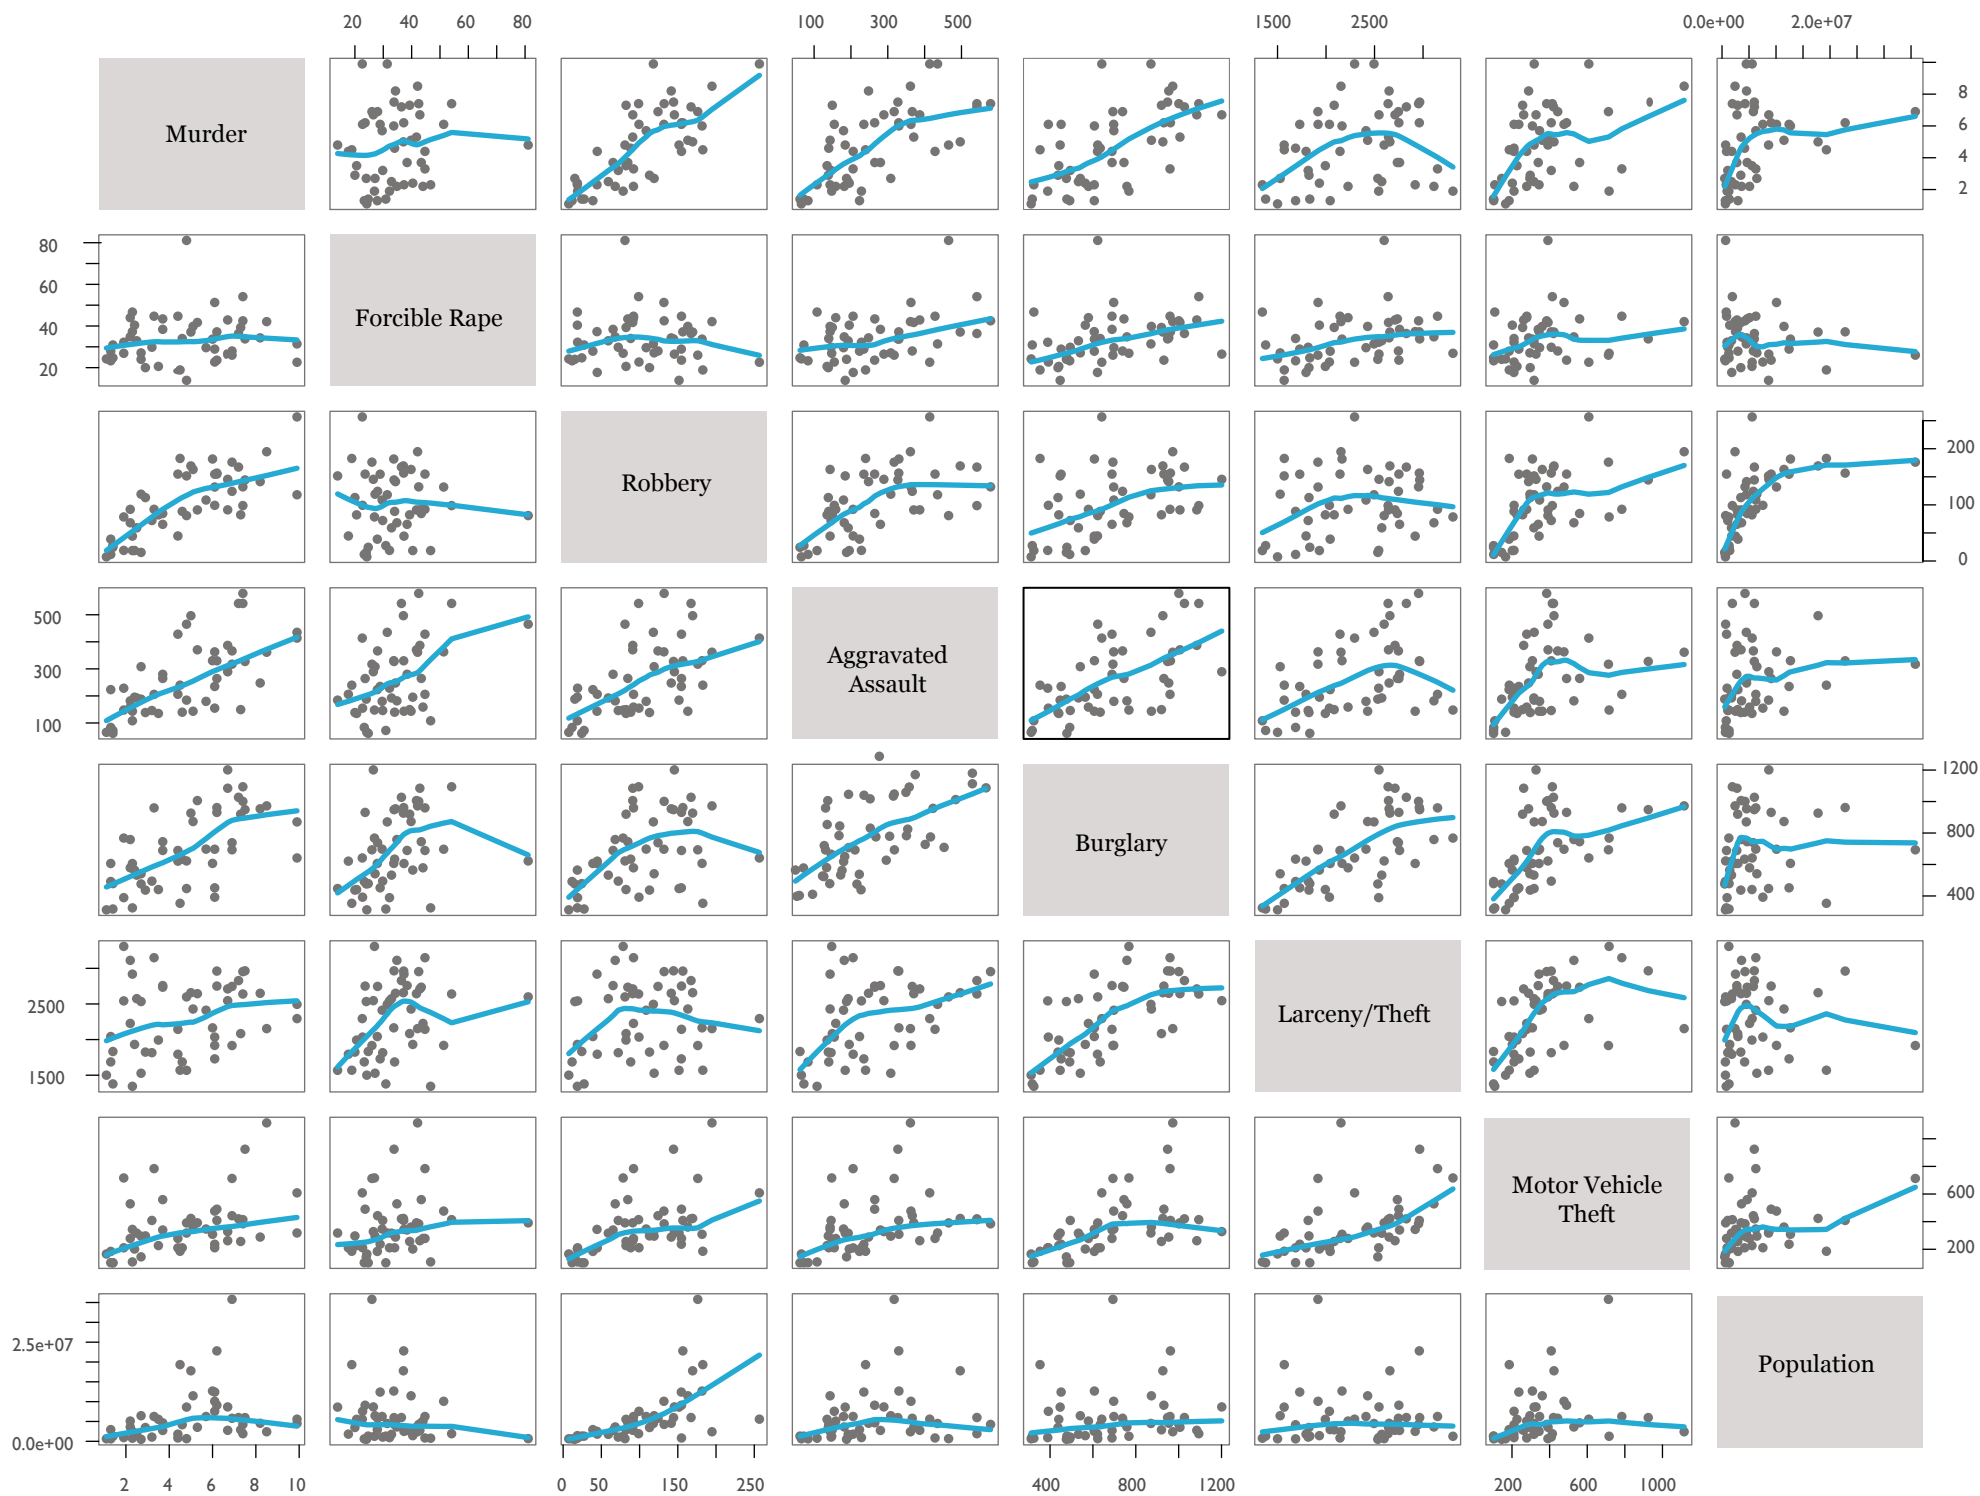 20 40 60 80 100 300 500 1500 2500 0.0e+00 2.0e+07
Murder
8
6
4
2
80
60
40
20
Forcible Rape
Robbery
200
100
0
500
300
100
Aggravated
Assault
Burglary
1200
800
400
2500
1500
Larceny/Theft
Motor Vehicle
Theft
600
200
2.5e+07
0.0e+00
Population
2 4 6 8 10 0 50 150 250 400 800 1200 200 600 1000